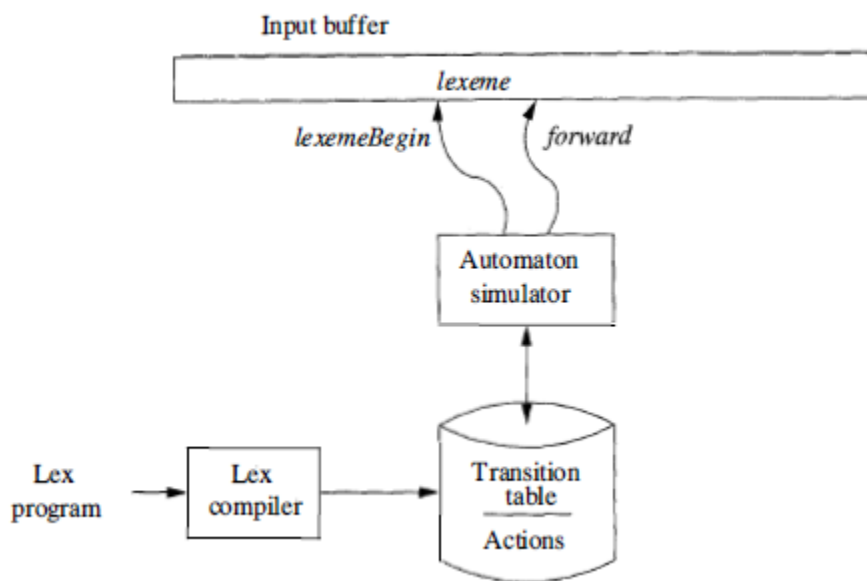 Input buffer
lexeme
lexemeBegin
forward
Automaton
simulator
Lex
program
Lex
compiler
Transition
table
Actions